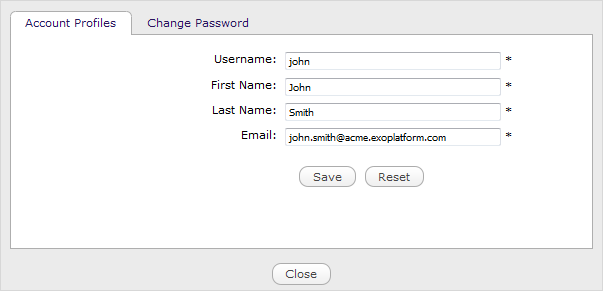 Account Profiles Change Password
Username: john *
First Name: John *
Last Name: Smith *
Email: john.smith@acme.exoplatform.com *
Save Reset
Close